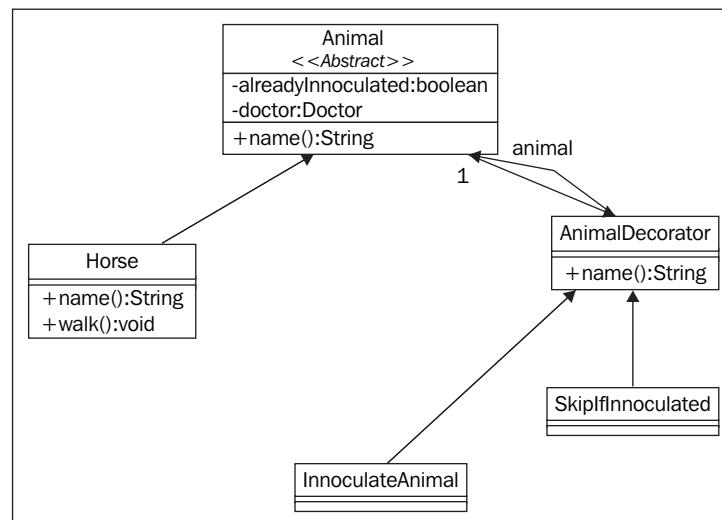 Animal
<<Abstract>>
-alreadyInnoculated:boolean
-doctor:Doctor
+name():String
animal
1
AnimalDecorator
+name():String
Horse
+name():String
+walk():void
SkipIfInnoculated
InnoculateAnimal